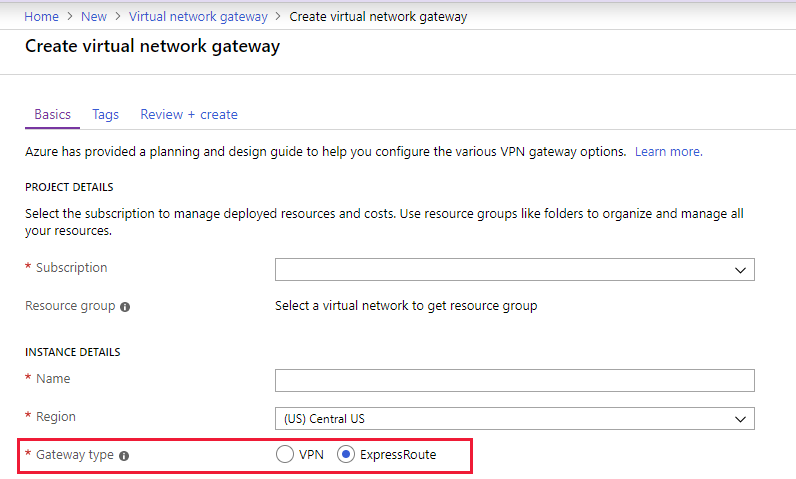 Home > New > Virtual network gateway > Create virtual network gateway
Create virtual network gateway
Basics Tags Review + create
Azure has provided a planning and design guide to help you configure the various VPN gateway options. Learn more.
PROJECT DETAILS
Select the subscription to manage deployed resources and costs. Use resource groups like folders to organize and manage all
your resources.
* Subscription
Resource group Select a virtual network to get resource group
INSTANCE DETAILS
* Name
* Region (US) Central US
* Gateway type VPN ExpressRoute